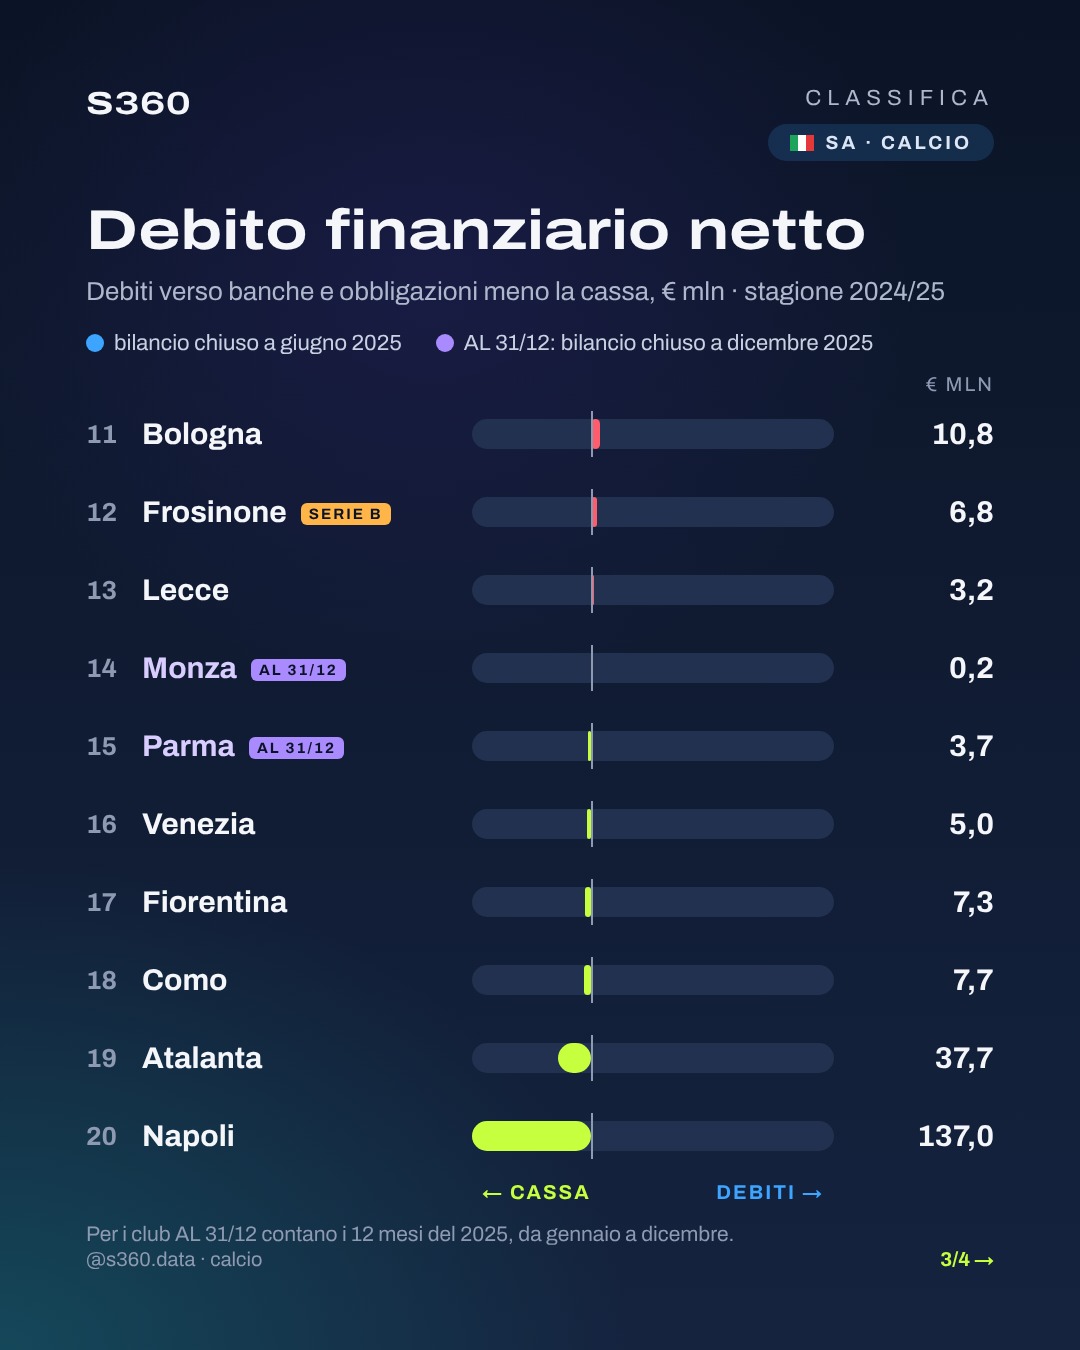 S360
CLASSIFICA
SA · CALCIO
Debito finanziario netto
Debiti verso banche e obbligazioni meno la cassa, € mln · stagione 2024/25
bilancio chiuso a giugno 2025 AL 31/12: bilancio chiuso a dicembre 2025
€ MLN
11 Bologna 10,8
12 Frosinone SERIE B 6,8
13 Lecce 3,2
14 Monza AL 31/12 0,2
15 Parma AL 31/12 3,7
16 Venezia 5,0
17 Fiorentina 7,3
18 Como 7,7
19 Atalanta 37,7
20 Napoli 137,0
← CASSA DEBITI →
Per i club AL 31/12 contano i 12 mesi del 2025, da gennaio a dicembre.
@s360.data · calcio 3/4 →